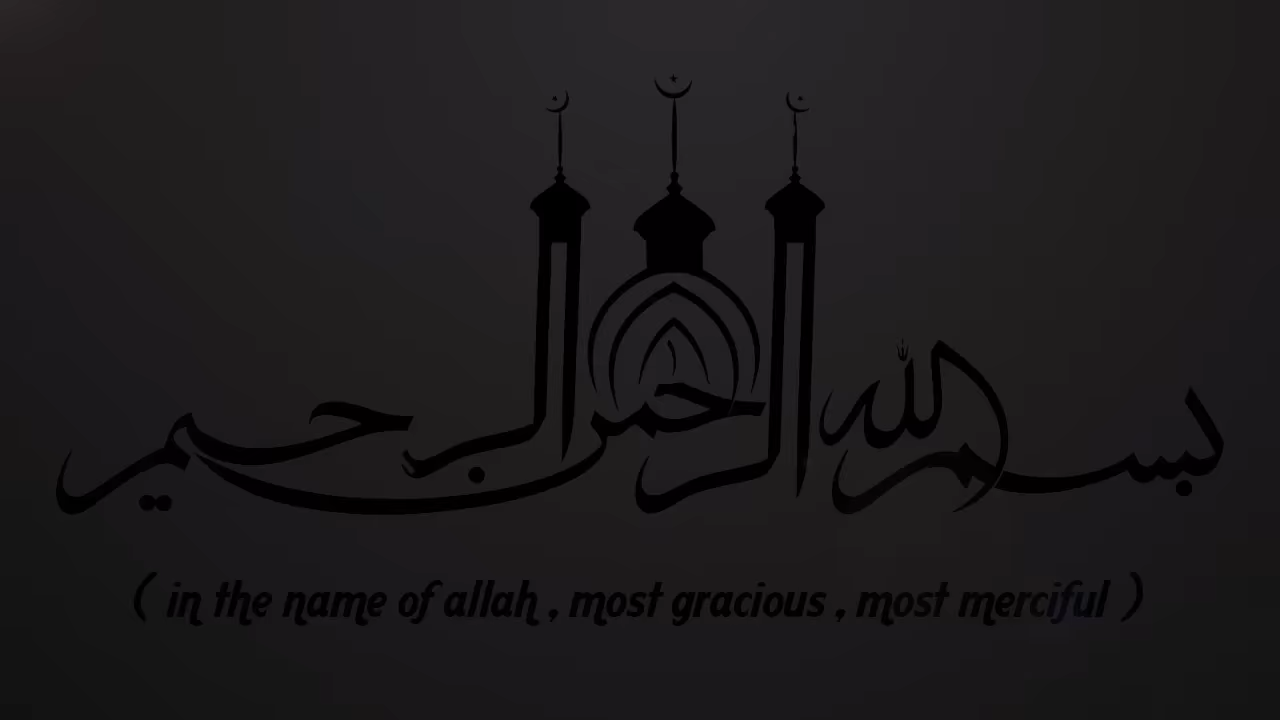 بسم الله الرحمن الرحيم
( in the name of allah , most gracious , most merciful )